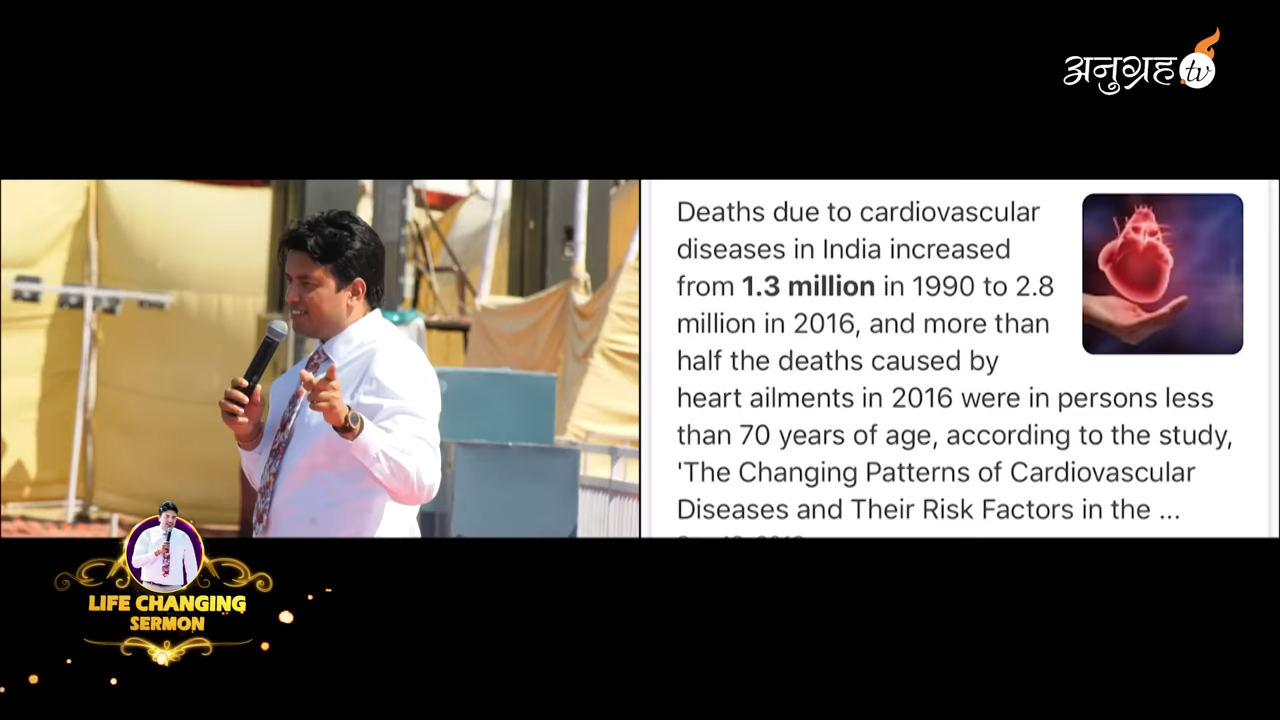 अनुग्रह tv
Deaths due to cardiovascular
diseases in India increased
from 1.3 million in 1990 to 2.8
million in 2016, and more than
half the deaths caused by
heart ailments in 2016 were in persons less
than 70 years of age, according to the study,
'The Changing Patterns of Cardiovascular
Diseases and Their Risk Factors in the ...
LIFE CHANGING
SERMON